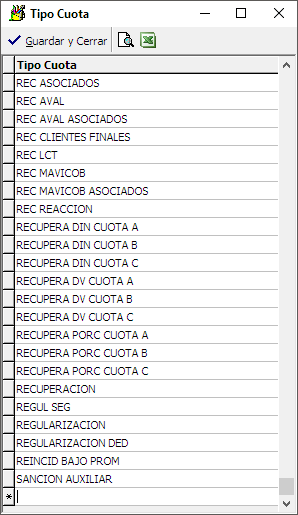 Tipo Cuota
Guardar y Cerrar
Tipo Cuota
REC ASOCIADOS
REC AVAL
REC AVAL ASOCIADOS
REC CLIENTES FINALES
REC LCT
REC MAVICOB
REC MAVICOB ASOCIADOS
REC REACCION
RECUPERA DIN CUOTA A
RECUPERA DIN CUOTA B
RECUPERA DIN CUOTA C
RECUPERA DV CUOTA A
RECUPERA DV CUOTA B
RECUPERA DV CUOTA C
RECUPERA PORC CUOTA A
RECUPERA PORC CUOTA B
RECUPERA PORC CUOTA C
RECUPERACION
REGUL SEG
REGULARIZACION
REGULARIZACION DED
REINCID BAJO PROM
SANCION AUXILIAR